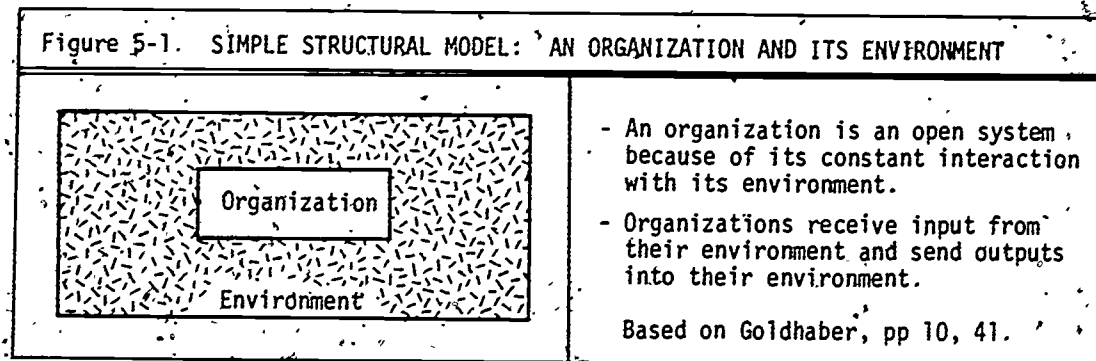 Figure 5-1. SIMPLE STRUCTURAL MODEL: AN ORGANIZATION AND ITS ENVIRONMENT
Organization
Environment
- An organization is an open system
because of its constant interaction
with its environment.
- Organizations receive input from
their environment and send outputs
into their environment.
Based on Goldhaber, pp 10, 41.